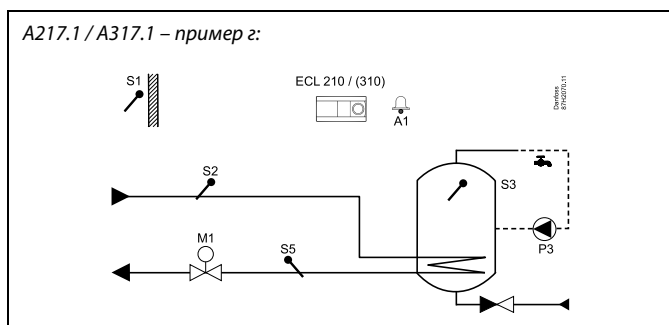 A217.1 / A317.1 – пример г:
S1
ECL 210 / (310)
A1
Danfoss
87H2070.11
S2
S3
P3
M1
S5